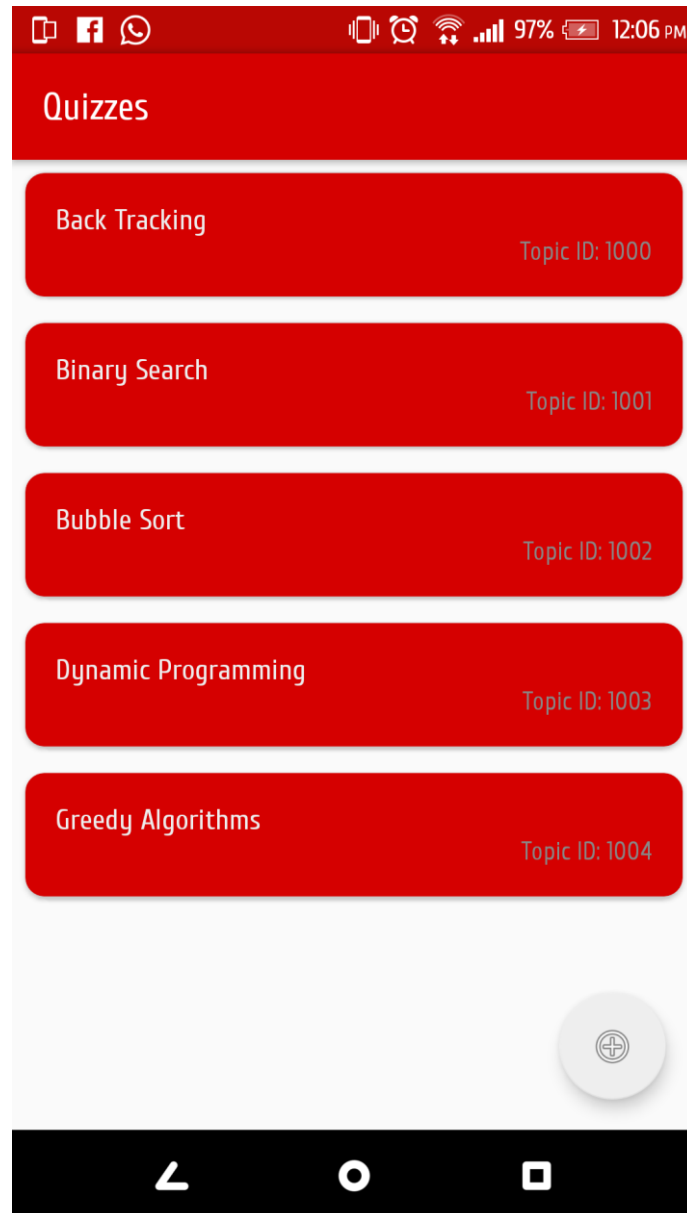 97% 12:06 PM
Quizzes
Back Tracking
Topic ID: 1000
Binary Search
Topic ID: 1001
Bubble Sort
Topic ID: 1002
Dynamic Programming
Topic ID: 1003
Greedy Algorithms
Topic ID: 1004